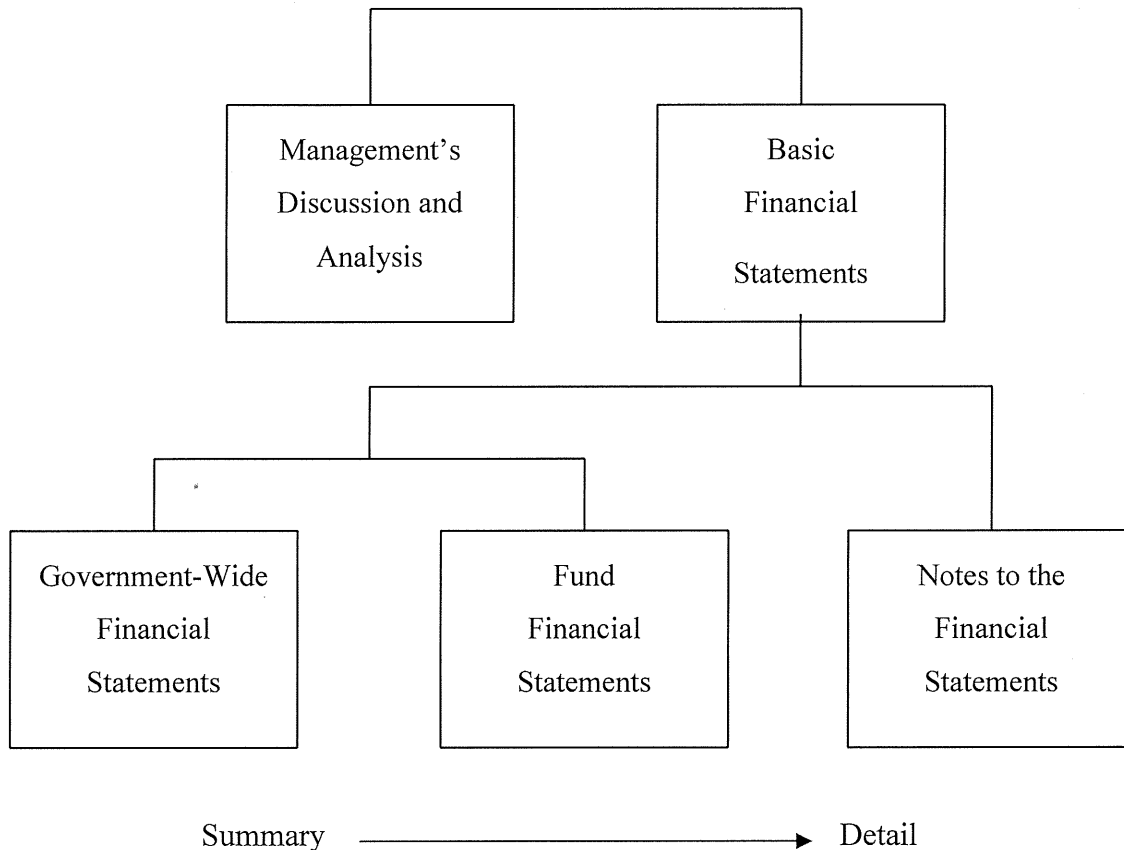 Management’s
Discussion and
Analysis
Basic
Financial
Statements
Government-Wide
Financial
Statements
Fund
Financial
Statements
Notes to the
Financial
Statements
Summary
Detail